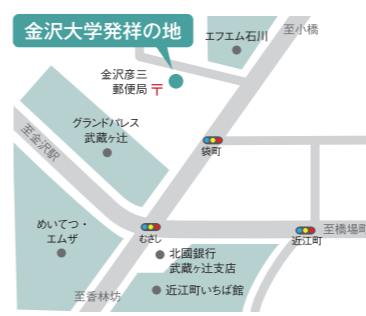 金沢大学発祥の地
エフエム石川
至小橋
金沢彦三
郵便局
グランドパレス
武蔵ヶ辻
至金沢駅
袋町
めいてつ・
エムザ
むさし
至橋場町
近江町
北國銀行
武蔵ヶ辻支店
至香林坊
近江町いちば館